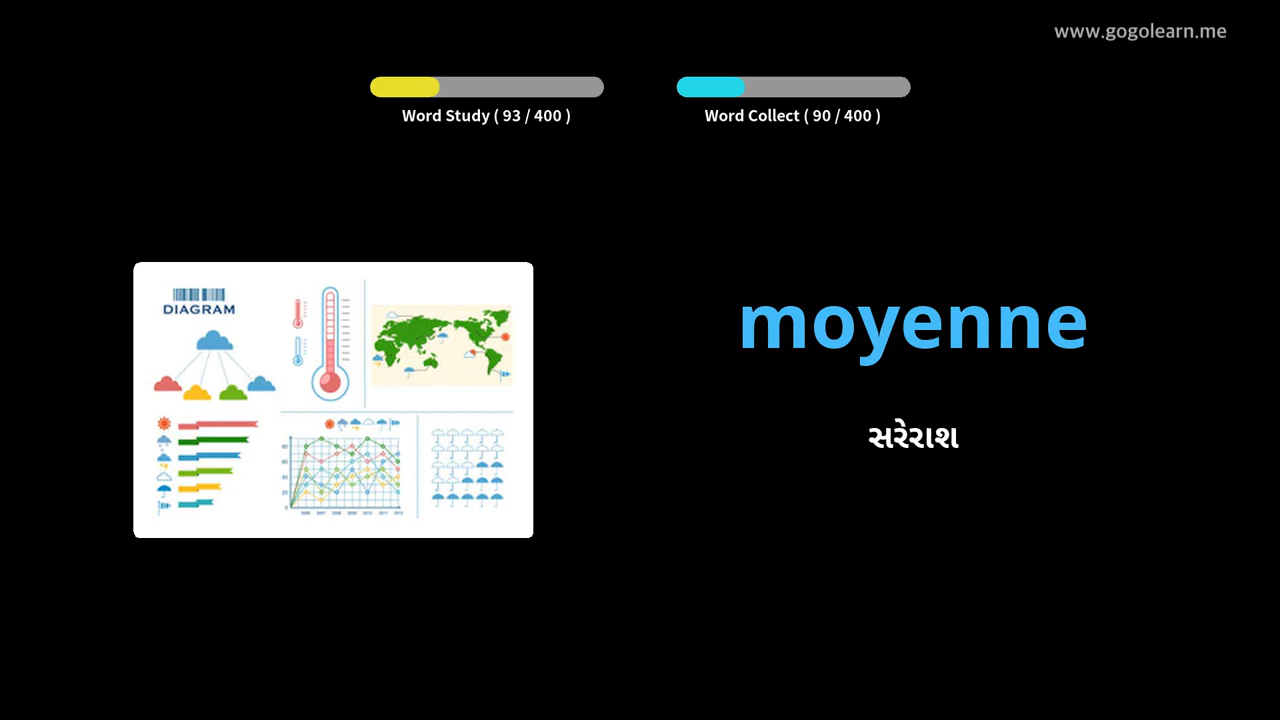 www.gogolearn.me
Word Study ( 93 / 400 )
Word Collect ( 90 / 400 )
DIAGRAM
moyenne
સરેરાશ